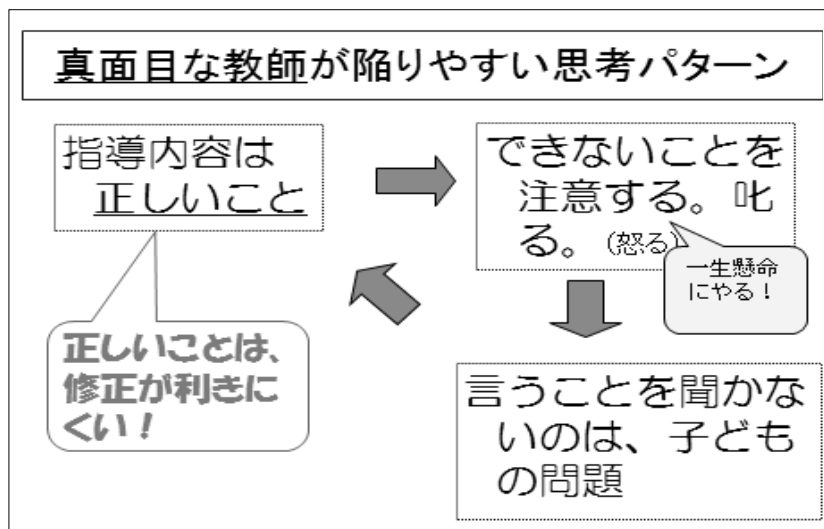 真面目な教師が陥りやすい思考パターン
指導内容は
正しいこと
できないことを
注意する。叱
る。(怒る)
一生懸命
にやる！
正しいことは、
修正が利きに
くい！
言うことを聞かな
いのは、子ども
の問題